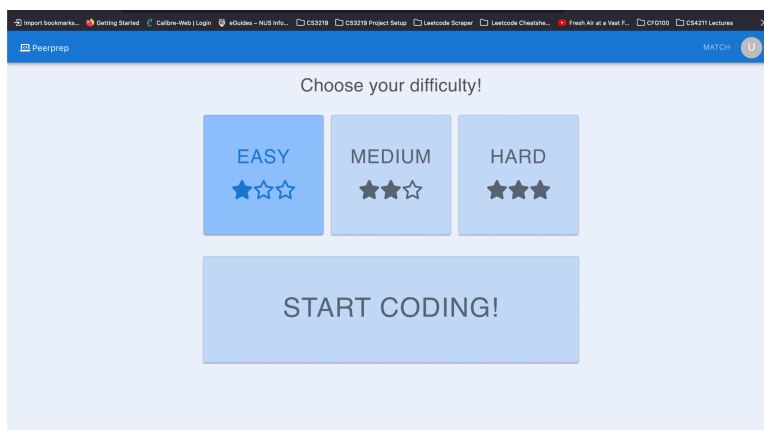 Import bookmarks... Getting Started Calibre-Web | Login eGuides – NUS Info... CS3219 CS3219 Project Setup Leetcode Scraper Leetcode Cheatshe... Fresh Air at a Vast F... CFG100 CS4211 Lectures
Peerprep MATCH U
Choose your difficulty!
EASY MEDIUM HARD
START CODING!